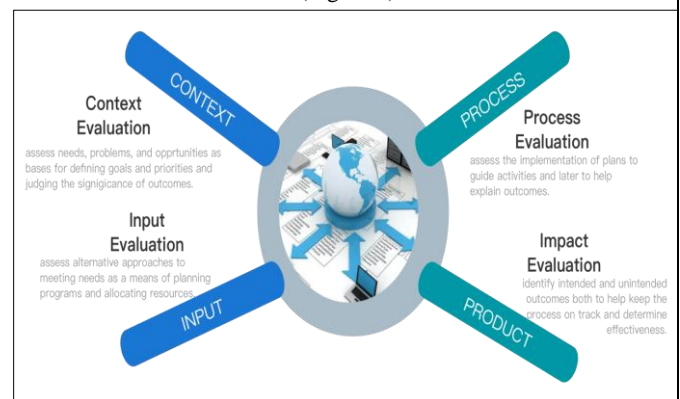 CONTEXT
Context
Evaluation
assess needs, problems, and opprtunities as
bases for defining goals and priorities and
judging the signigicance of outcomes.
PROCESS
Process
Evaluation
assess the implementation of plans to
guide activities and later to help
explain outcomes.
Input
Evaluation
assess alternative approaches to
meeting needs as a means of planning
programs and allocating resources.
INPUT
Impact
Evaluation
identify intended and unintended
outcomes both to help keep the
process on track and determine
effectiveness.
PRODUCT